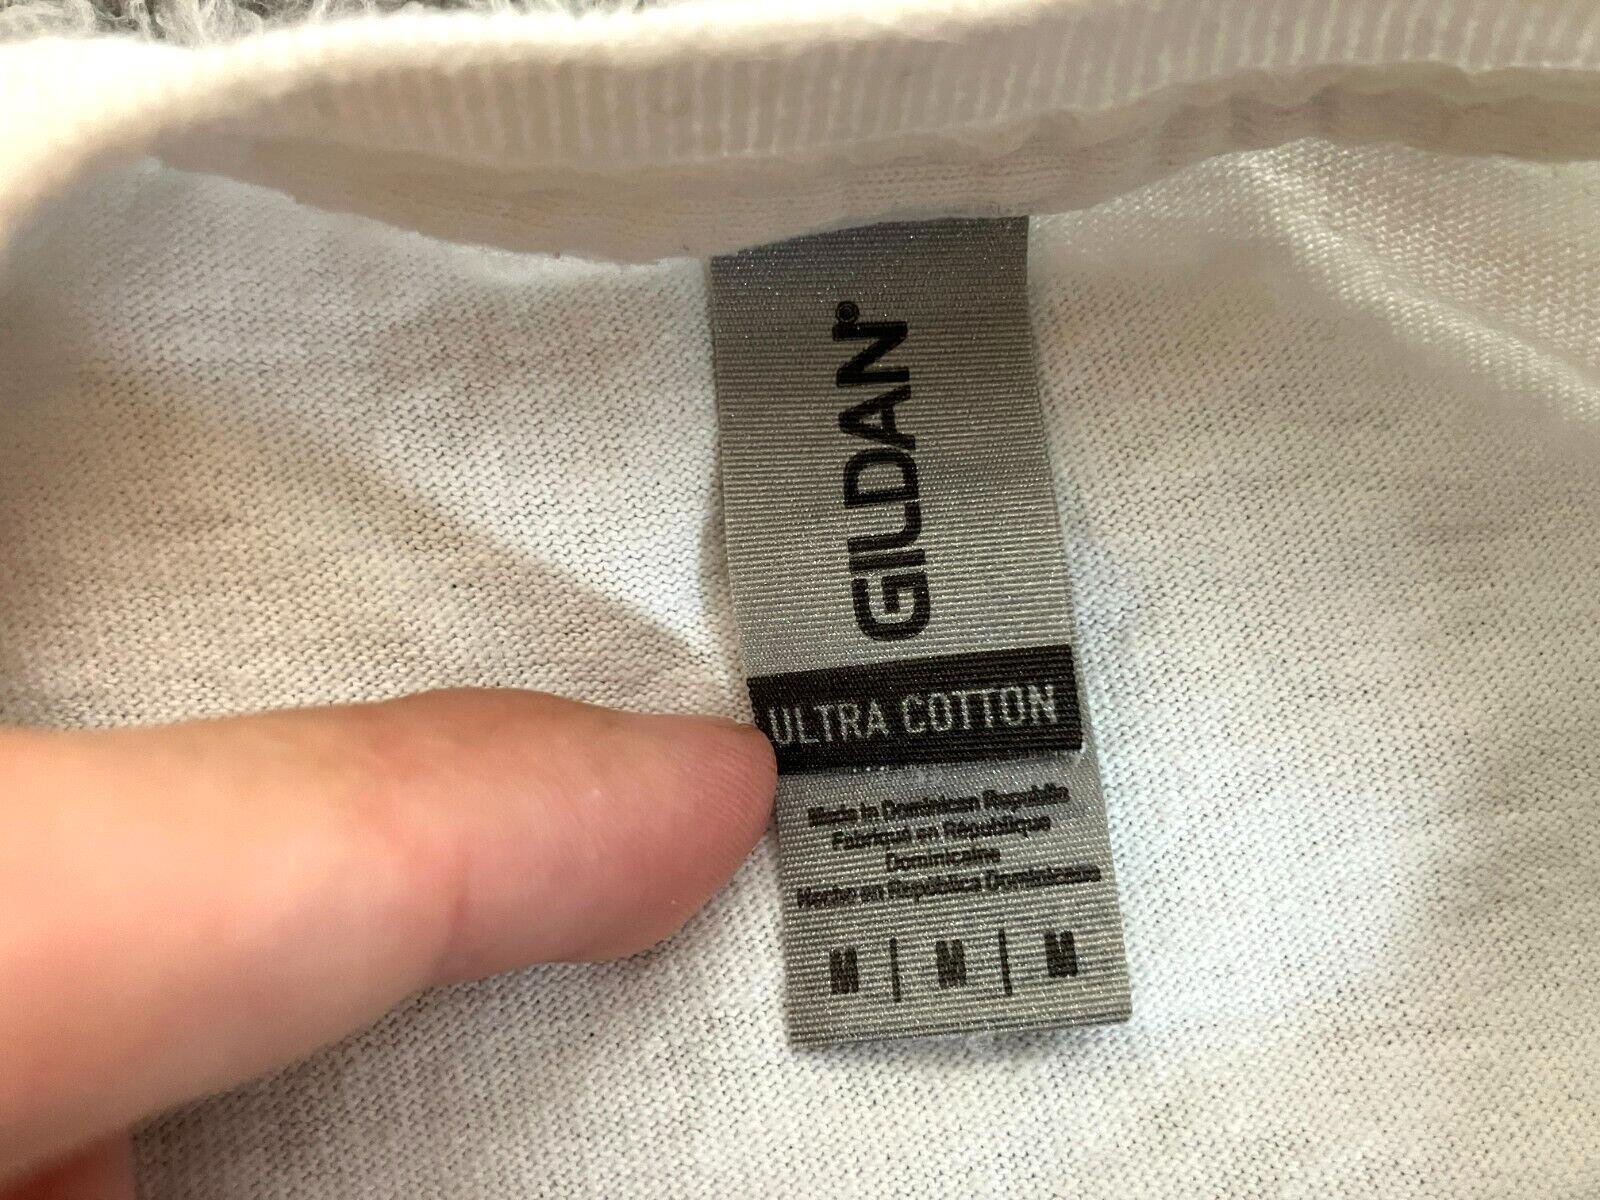 GILDAN®
ULTRA COTTON
Made in Dominican Republic
Fabriqué en République
Dominicaine
Hecho en República Dominicana
M | M | M